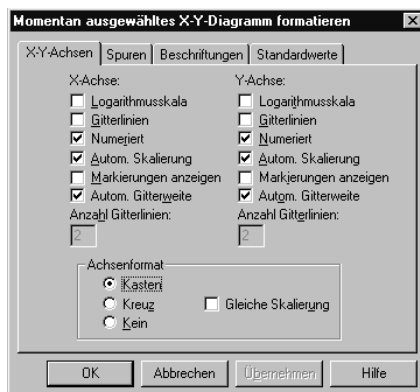 Momentan ausgewähltes X-Y-Diagramm formatieren
X-Y-Achsen Spuren Beschriftungen Standardwerte
X-Achse: Y-Achse:
Logarithmusskala Logarithmusskala
Gitterlinien Gitterlinien
Numeriert Numeriert
Autom. Skalierung Autom. Skalierung
Markierungen anzeigen Markierungen anzeigen
Autom. Gitterweite Autom. Gitterweite
Anzahl Gitterlinien: Anzahl Gitterlinien:
2 2
Achsenformat
Kasten
Kreuz Gleiche Skalierung
Kein
OK Abbrechen Übernehmen Hilfe